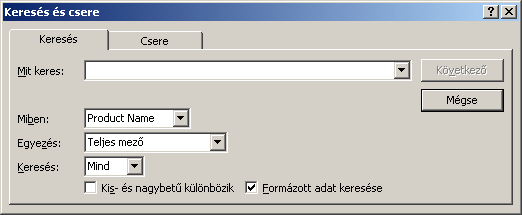 Keresés és csere
Keresés
Csere
Mit keres:
Következő
Mégse
Miben:
Product Name
Egyezés:
Teljes mező
Keresés:
Mind
Kis- és nagybetű különbözik
Formázott adat keresése